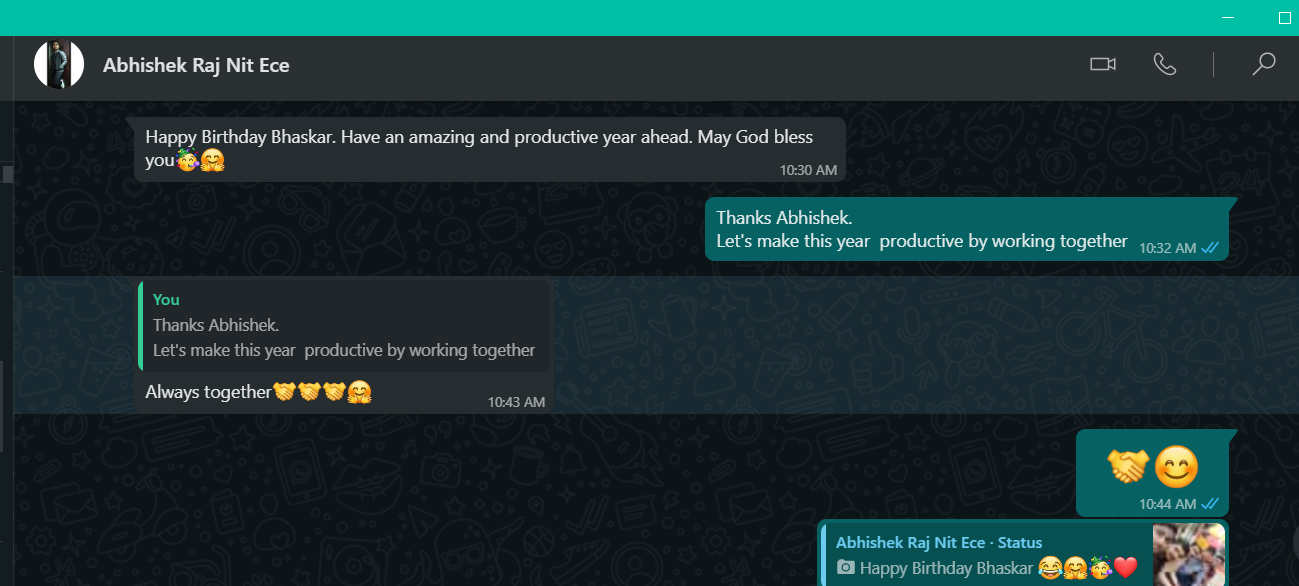 Abhishek Raj Nit Ece
Happy Birthday Bhaskar. Have an amazing and productive year ahead. May God bless
you🥳🤗
10:30 AM
Thanks Abhishek.
Let's make this year  productive by working together
10:32 AM
You
Thanks Abhishek.
Let's make this year  productive by working together
Always together🤝🤝🤝🤗
10:43 AM
🤝😊
10:44 AM
Abhishek Raj Nit Ece · Status
Happy Birthday Bhaskar 😂🤗🥳❤️